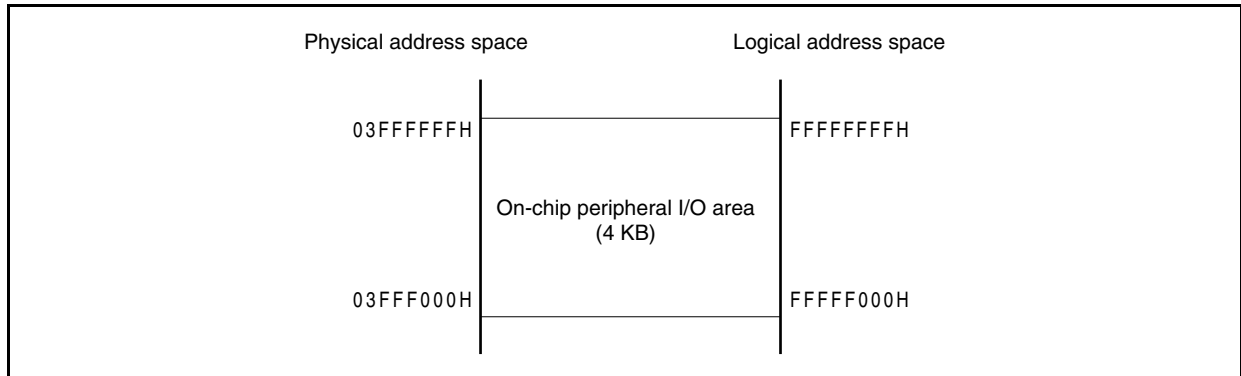 Physical address space
Logical address space
03FFFFFFH
FFFFFFFFH
On-chip peripheral I/O area
(4 KB)
03FFF000H
FFFFF000H